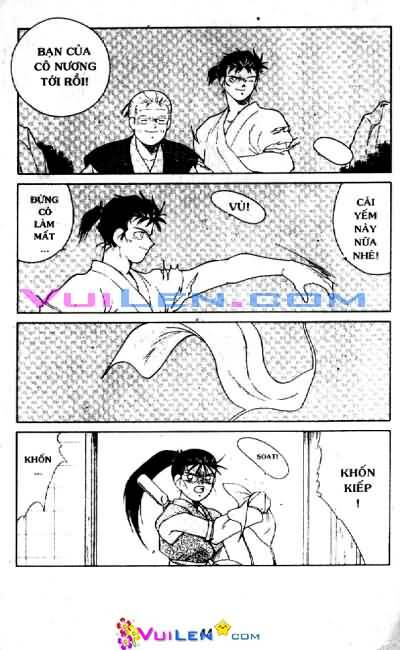 BẠN CỦA
CÔ NƯƠNG
TỚI RỒI!
CÁI
YẾM
NÀY
NỮA
NHÉ!
VÙ!
ĐỪNG
CÓ
LÀM
MẤT
...
VUILEN.COM
SOẠT!
KHỐN
KIẾP
!
KHỐN
...
VUILEN.COM